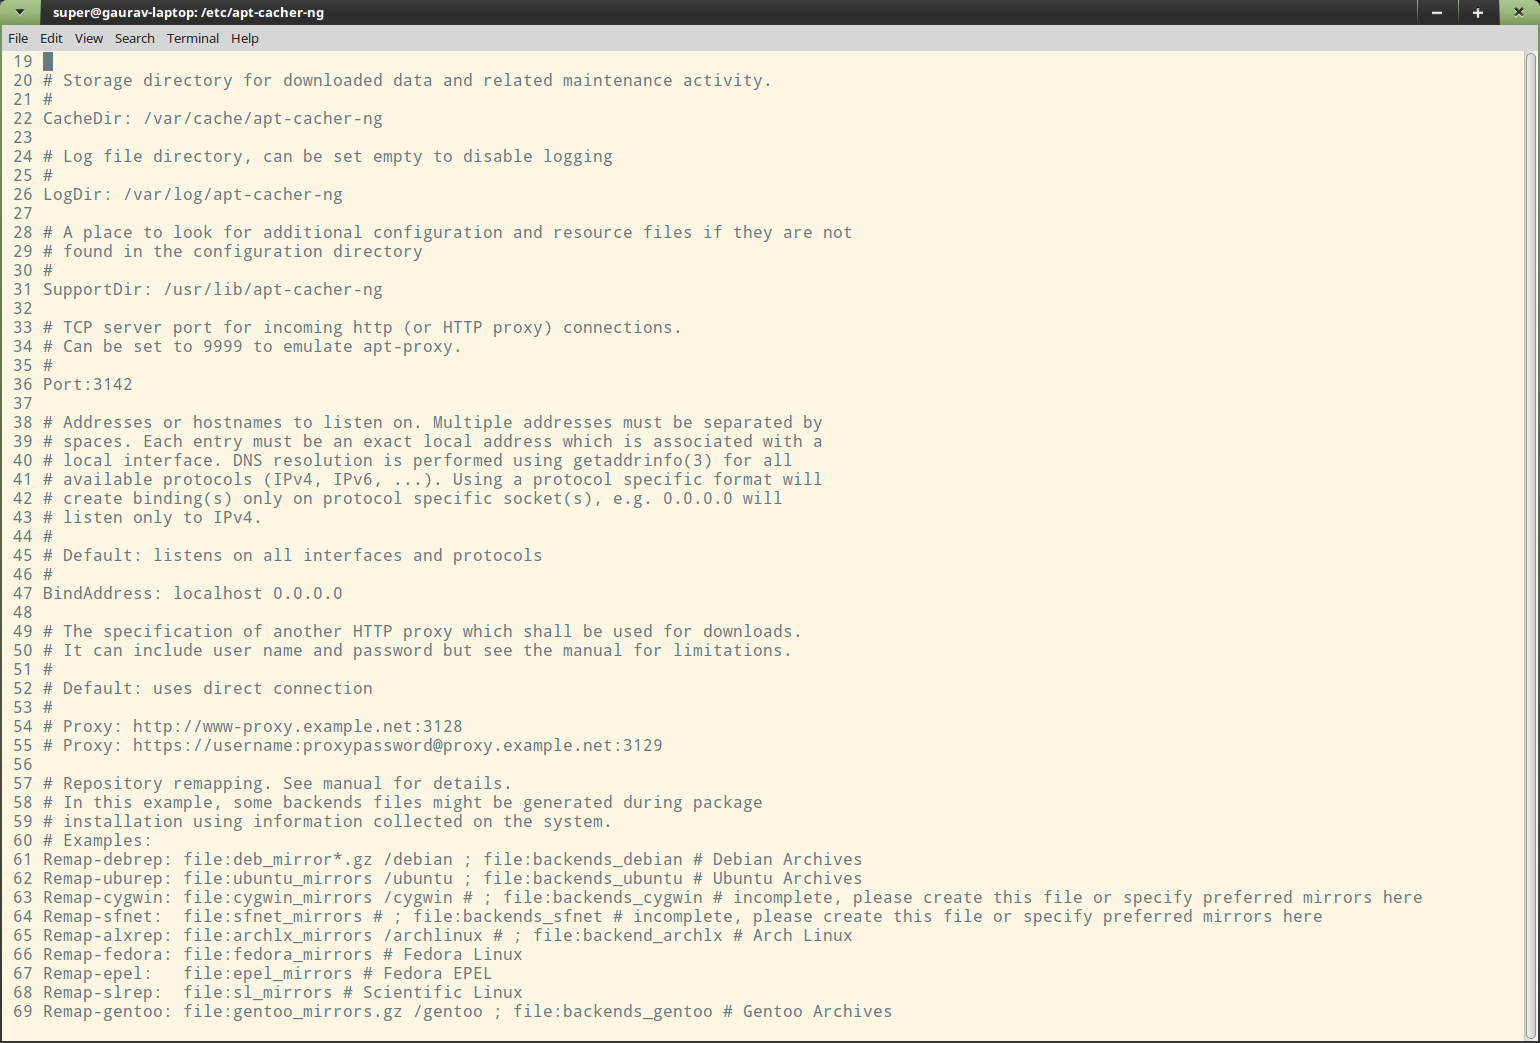 super@gaurav-laptop: /etc/apt-cacher-ng
File Edit View Search Terminal Help
19
20 # Storage directory for downloaded data and related maintenance activity.
21 #
22 CacheDir: /var/cache/apt-cacher-ng
23
24 # Log file directory, can be set empty to disable logging
25 #
26 LogDir: /var/log/apt-cacher-ng
27
28 # A place to look for additional configuration and resource files if they are not
29 # found in the configuration directory
30 #
31 SupportDir: /usr/lib/apt-cacher-ng
32
33 # TCP server port for incoming http (or HTTP proxy) connections.
34 # Can be set to 9999 to emulate apt-proxy.
35 #
36 Port:3142
37
38 # Addresses or hostnames to listen on. Multiple addresses must be separated by
39 # spaces. Each entry must be an exact local address which is associated with a
40 # local interface. DNS resolution is performed using getaddrinfo(3) for all
41 # available protocols (IPv4, IPv6, ...). Using a protocol specific format will
42 # create binding(s) only on protocol specific socket(s), e.g. 0.0.0.0 will
43 # listen only to IPv4.
44 #
45 # Default: listens on all interfaces and protocols
46 #
47 BindAddress: localhost 0.0.0.0
48
49 # The specification of another HTTP proxy which shall be used for downloads.
50 # It can include user name and password but see the manual for limitations.
51 #
52 # Default: uses direct connection
53 #
54 # Proxy: http://www-proxy.example.net:3128
55 # Proxy: https://username:proxypassword@proxy.example.net:3129
56
57 # Repository remapping. See manual for details.
58 # In this example, some backends files might be generated during package
59 # installation using information collected on the system.
60 # Examples:
61 Remap-debrep: file:deb_mirror*.gz /debian ; file:backends_debian # Debian Archives
62 Remap-uburep: file:ubuntu_mirrors /ubuntu ; file:backends_ubuntu # Ubuntu Archives
63 Remap-cygwin: file:cygwin_mirrors /cygwin # ; file:backends_cygwin # incomplete, please create this file or specify preferred mirrors here
64 Remap-sfnet:  file:sfnet_mirrors # ; file:backends_sfnet # incomplete, please create this file or specify preferred mirrors here
65 Remap-alxrep: file:archlx_mirrors /archlinux # ; file:backend_archlx # Arch Linux
66 Remap-fedora: file:fedora_mirrors # Fedora Linux
67 Remap-epel:   file:epel_mirrors # Fedora EPEL
68 Remap-slrep:  file:sl_mirrors # Scientific Linux
69 Remap-gentoo: file:gentoo_mirrors.gz /gentoo ; file:backends_gentoo # Gentoo Archives